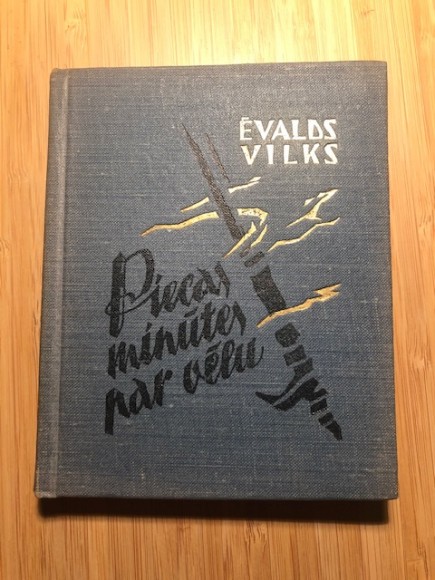 ĒVALDS
VILKS
Piecas
minūtes
par vēlu